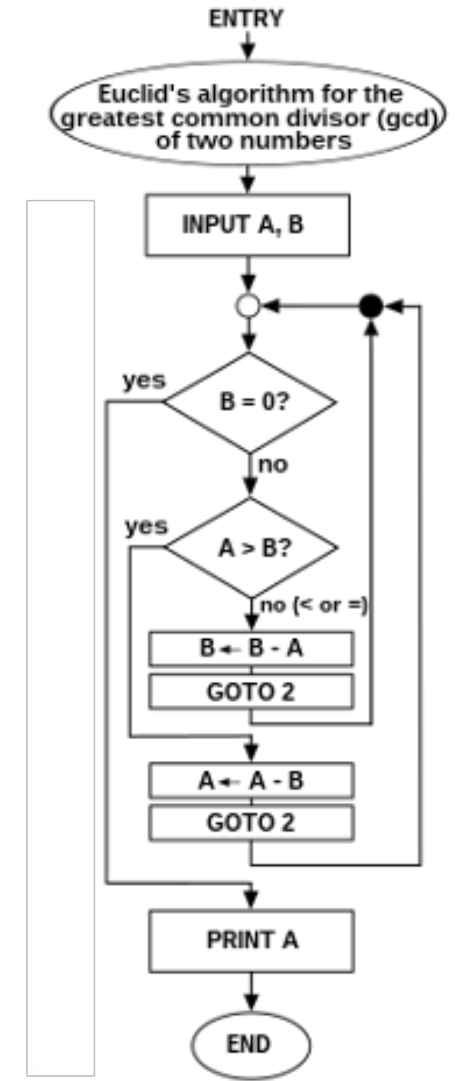 ENTRY
Euclid's algorithm for the
greatest common divisor (gcd)
of two numbers
INPUT A, B
yes
B = 0?
no
yes
A > B?
no (< or =)
B ← B - A
GOTO 2
A ← A - B
GOTO 2
PRINT A
END